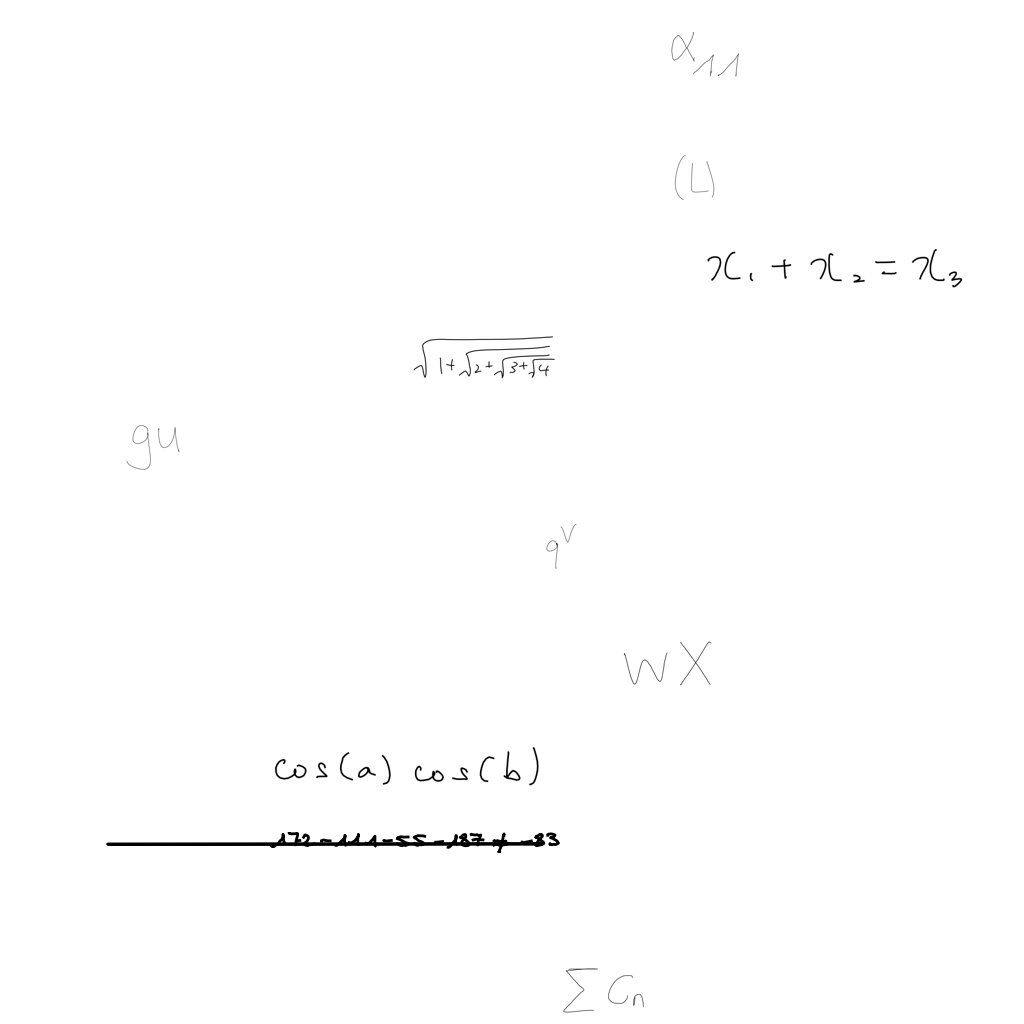 α₁₁
(L)
x₁ + x₂ = x₃
√(1+√(2+√(3+√4)))
gu
q^v
wX
cos(a) cos(b)
∑ Cₙ